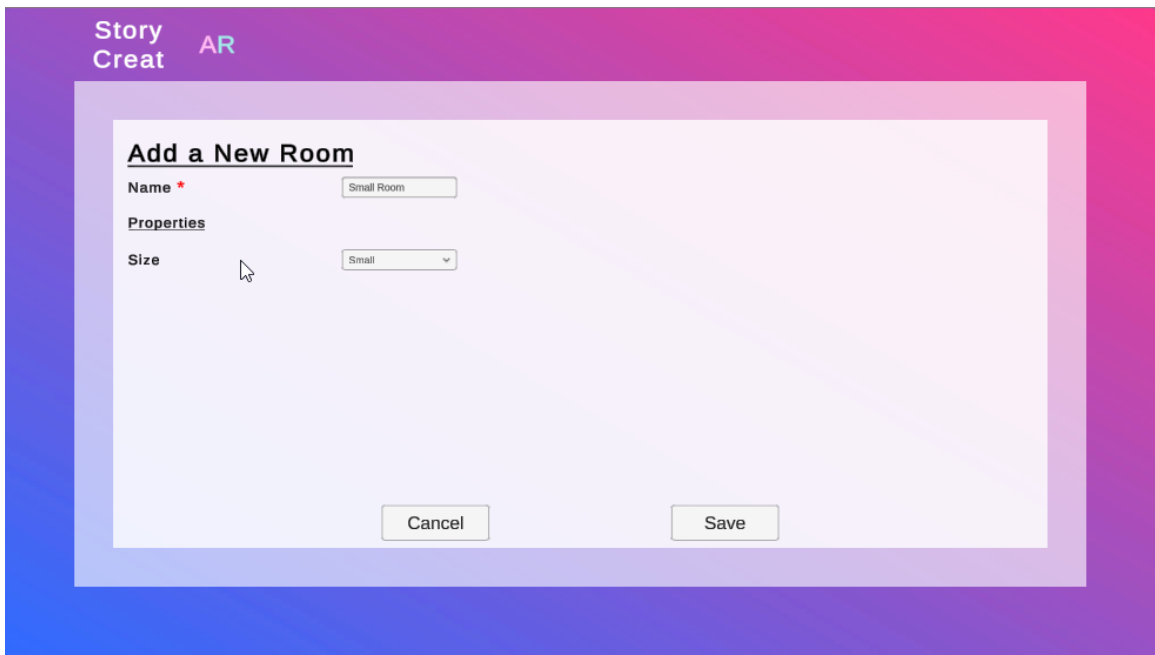 Story
Creat
AR
Add a New Room
Name * Small Room
Properties
Size Small
Cancel Save